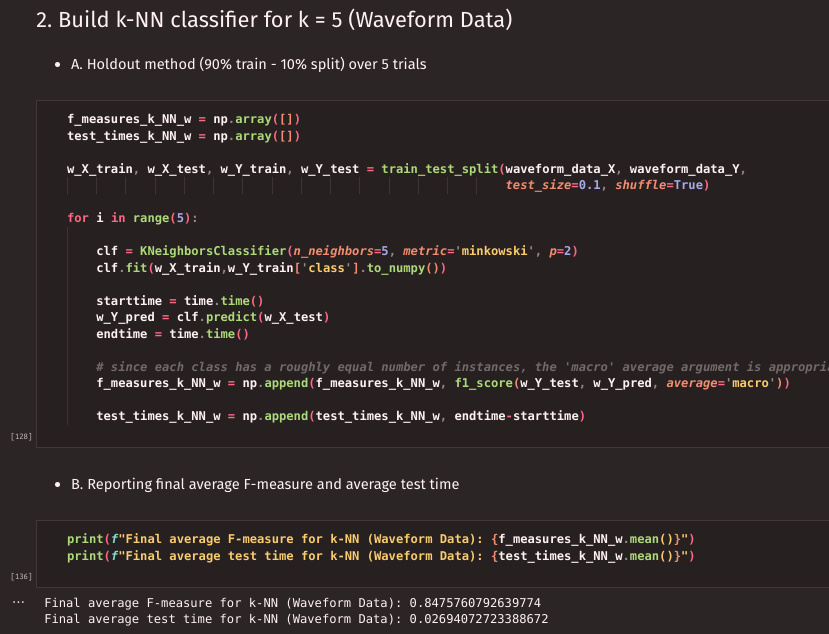 2. Build k-NN classifier for k = 5 (Waveform Data)
• A. Holdout method (90% train - 10% split) over 5 trials
f_measures_k_NN_w = np.array([])
test_times_k_NN_w = np.array([])
w_X_train, w_X_test, w_Y_train, w_Y_test = train_test_split(waveform_data_X, waveform_data_Y,
test_size=0.1, shuffle=True)
for i in range(5):
clf = KNeighborsClassifier(n_neighbors=5, metric='minkowski', p=2)
clf.fit(w_X_train,w_Y_train['class'].to_numpy())
starttime = time.time()
w_Y_pred = clf.predict(w_X_test)
endtime = time.time()
# since each class has a roughly equal number of instances, the 'macro' average argument is appropri
f_measures_k_NN_w = np.append(f_measures_k_NN_w, f1_score(w_Y_test, w_Y_pred, average='macro'))
test_times_k_NN_w = np.append(test_times_k_NN_w, endtime-starttime)
[128]
• B. Reporting final average F-measure and average test time
print(f"Final average F-measure for k-NN (Waveform Data): {f_measures_k_NN_w.mean()}")
print(f"Final average test time for k-NN (Waveform Data): {test_times_k_NN_w.mean()}")
[136]
... Final average F-measure for k-NN (Waveform Data): 0.8475760792639774
Final average test time for k-NN (Waveform Data): 0.02694072723388672